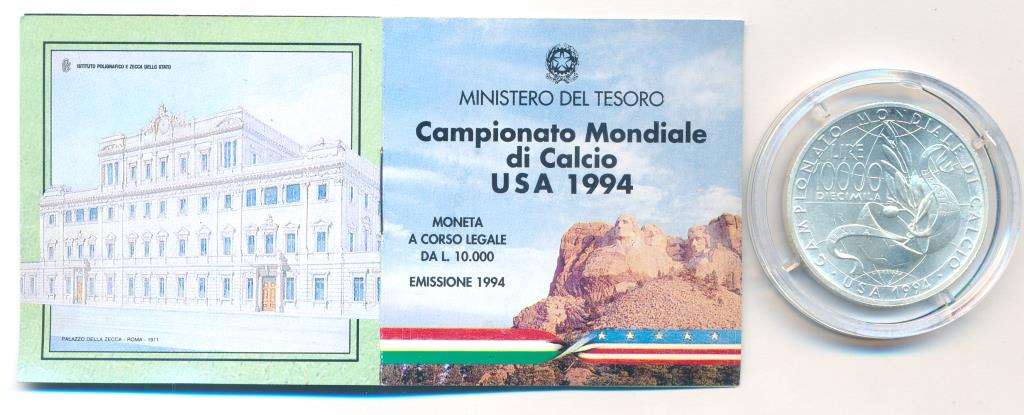 ISTITUTO POLIGRAFICO E ZECCA DELLO STATO
PALAZZO DELLA ZECCA - ROMA - 1911
MINISTERO DEL TESORO
Campionato Mondiale
di Calcio
USA 1994
MONETA
A CORSO LEGALE
DA L. 10.000
EMISSIONE 1994
CAMPIONATO MONDIALE DI CALCIO
LIRE
10000
DIECIMILA
· USA 1994 ·